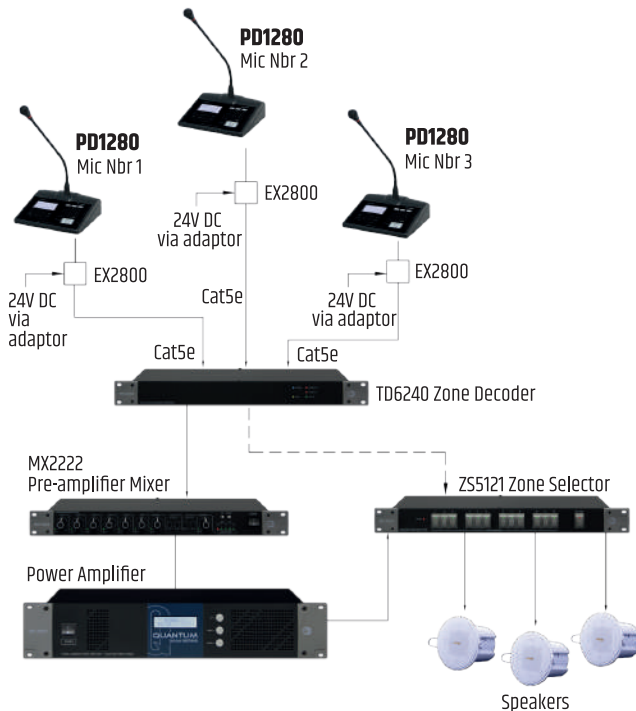 PD1280
Mic Nbr 2
PD1280
Mic Nbr 1
PD1280
Mic Nbr 3
EX2800
24V DC
via adaptor
EX2800
24V DC
via
adaptor
EX2800
24V DC
via adaptor
Cat5e
Cat5e
Cat5e
TD6240 Zone Decoder
MX2222
Pre-amplifier Mixer
ZS5121 Zone Selector
Power Amplifier
QUANTUM
Speakers